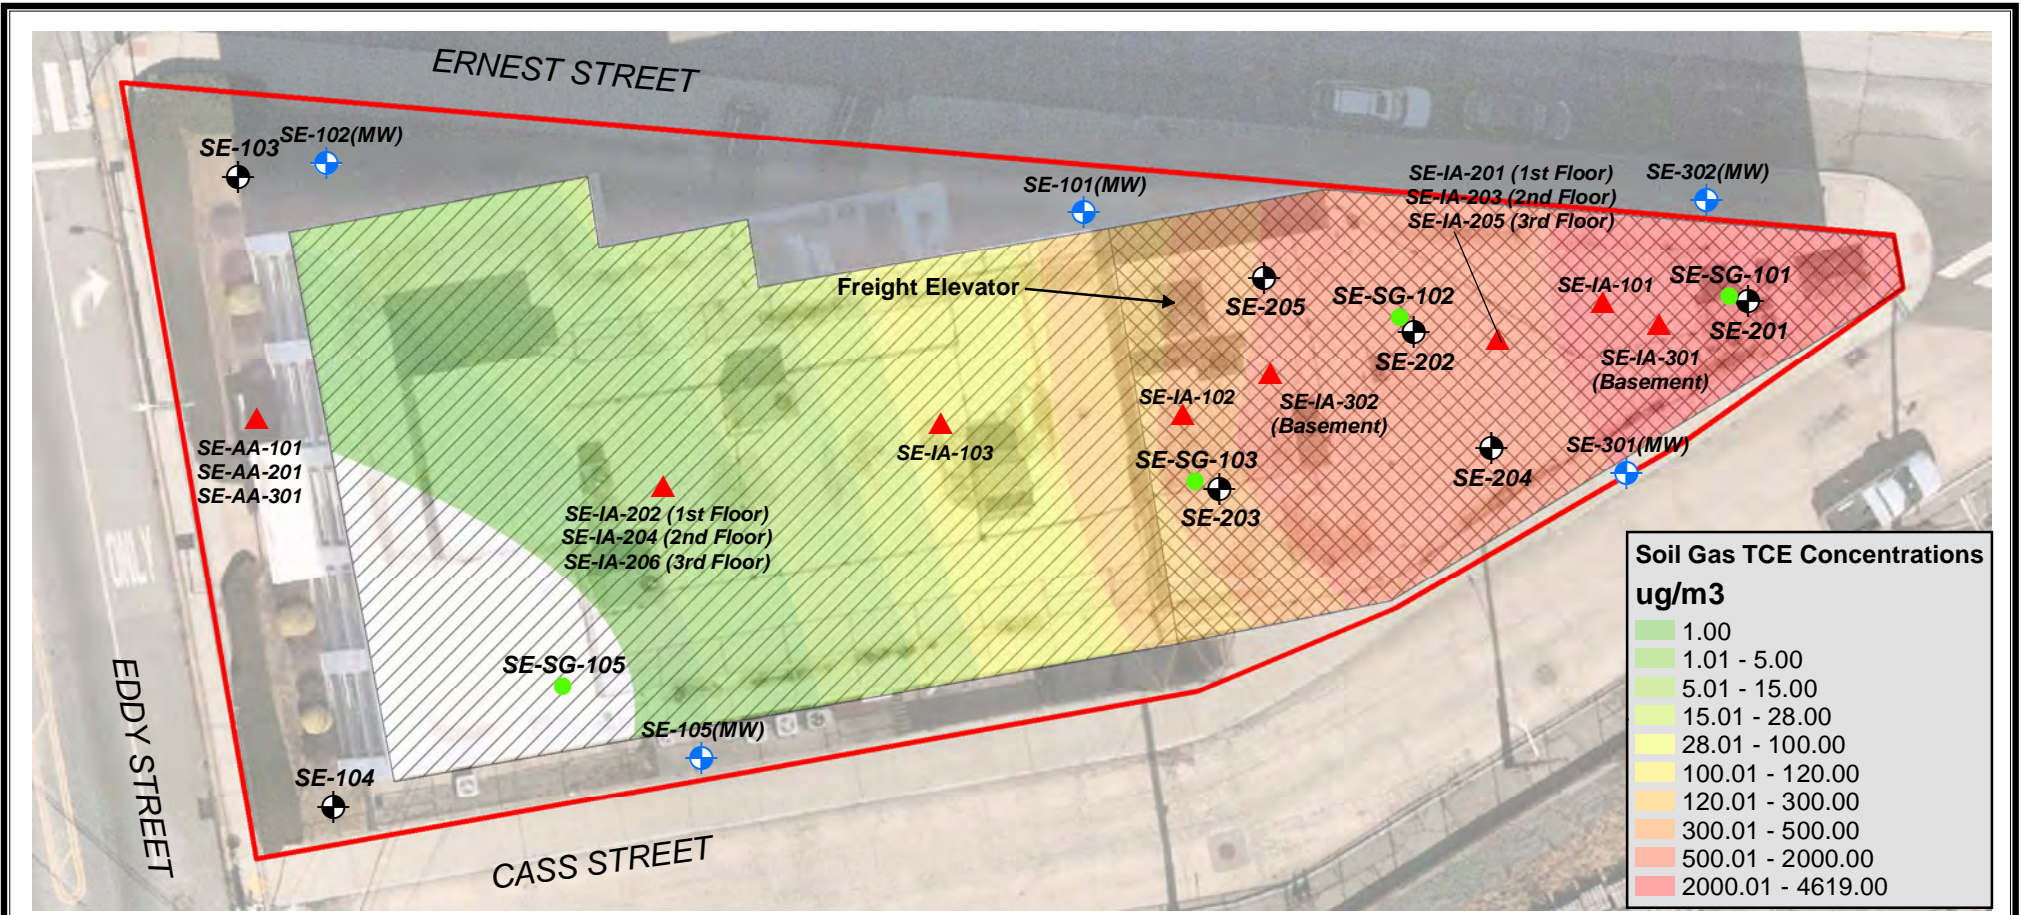 ERNEST STREET
SE-103
SE-102(MW)
SE-101(MW)
SE-IA-201 (1st Floor)
SE-IA-203 (2nd Floor)
SE-IA-205 (3rd Floor)
SE-302(MW)
Freight Elevator
SE-205
SE-SG-102
SE-202
SE-IA-101
SE-SG-101
SE-201
SE-IA-301
(Basement)
SE-IA-102
SE-IA-302
(Basement)
SE-AA-101
SE-AA-201
SE-AA-301
SE-IA-103
SE-SG-103
SE-203
SE-204
SE-301(MW)
SE-IA-202 (1st Floor)
SE-IA-204 (2nd Floor)
SE-IA-206 (3rd Floor)
ONLY
SE-SG-105
SE-105(MW)
SE-104
EDDY STREET
CASS STREET
Soil Gas TCE Concentrations
ug/m3
1.00
1.01 - 5.00
5.01 - 15.00
15.01 - 28.00
28.01 - 100.00
100.01 - 120.00
120.01 - 300.00
300.01 - 500.00
500.01 - 2000.00
2000.01 - 4619.00